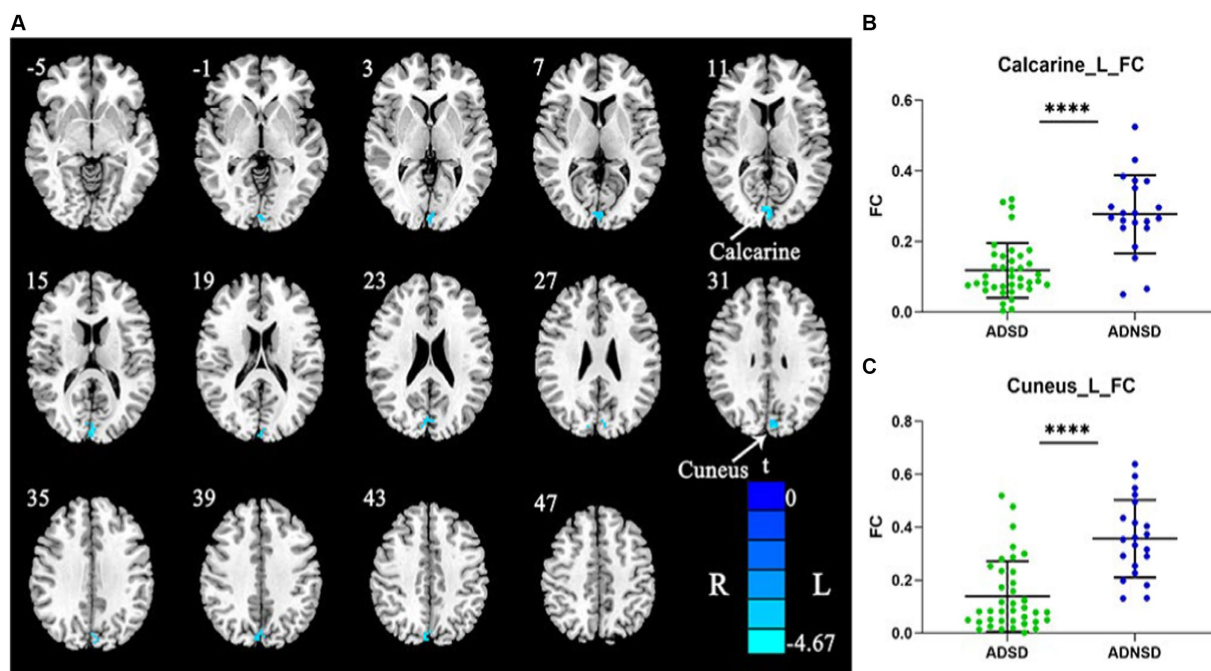 A
-5 -1 3 7 11
Calcarine
15 19 23 27 31
Cuneus t
35 39 43 47
0
R L
-4.67
B
Calcarine_L_FC
****
0.6
0.4
FC
0.2
0.0
ADSD ADNSD
C
Cuneus_L_FC
****
0.8
0.6
FC
0.4
0.2
0.0
ADSD ADNSD